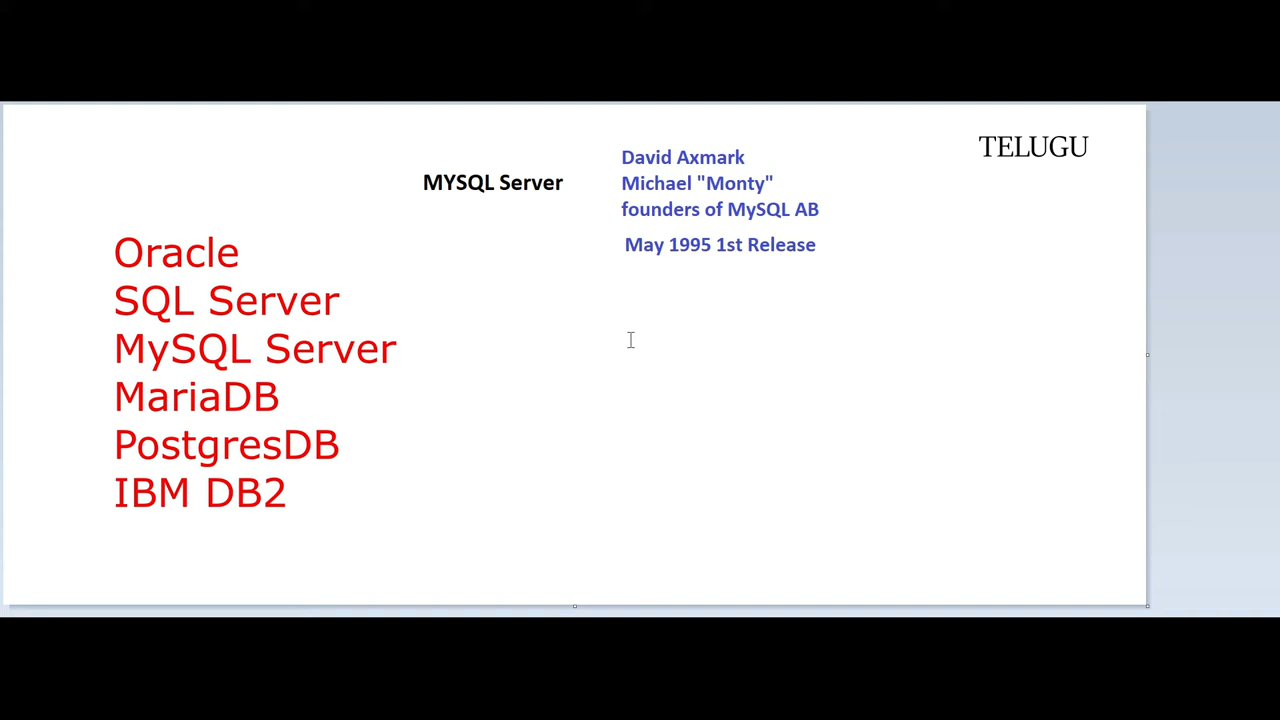 TELUGU
MYSQL Server
David Axmark
Michael "Monty"
founders of MySQL AB
May 1995 1st Release
Oracle
SQL Server
MySQL Server
MariaDB
PostgresDB
IBM DB2